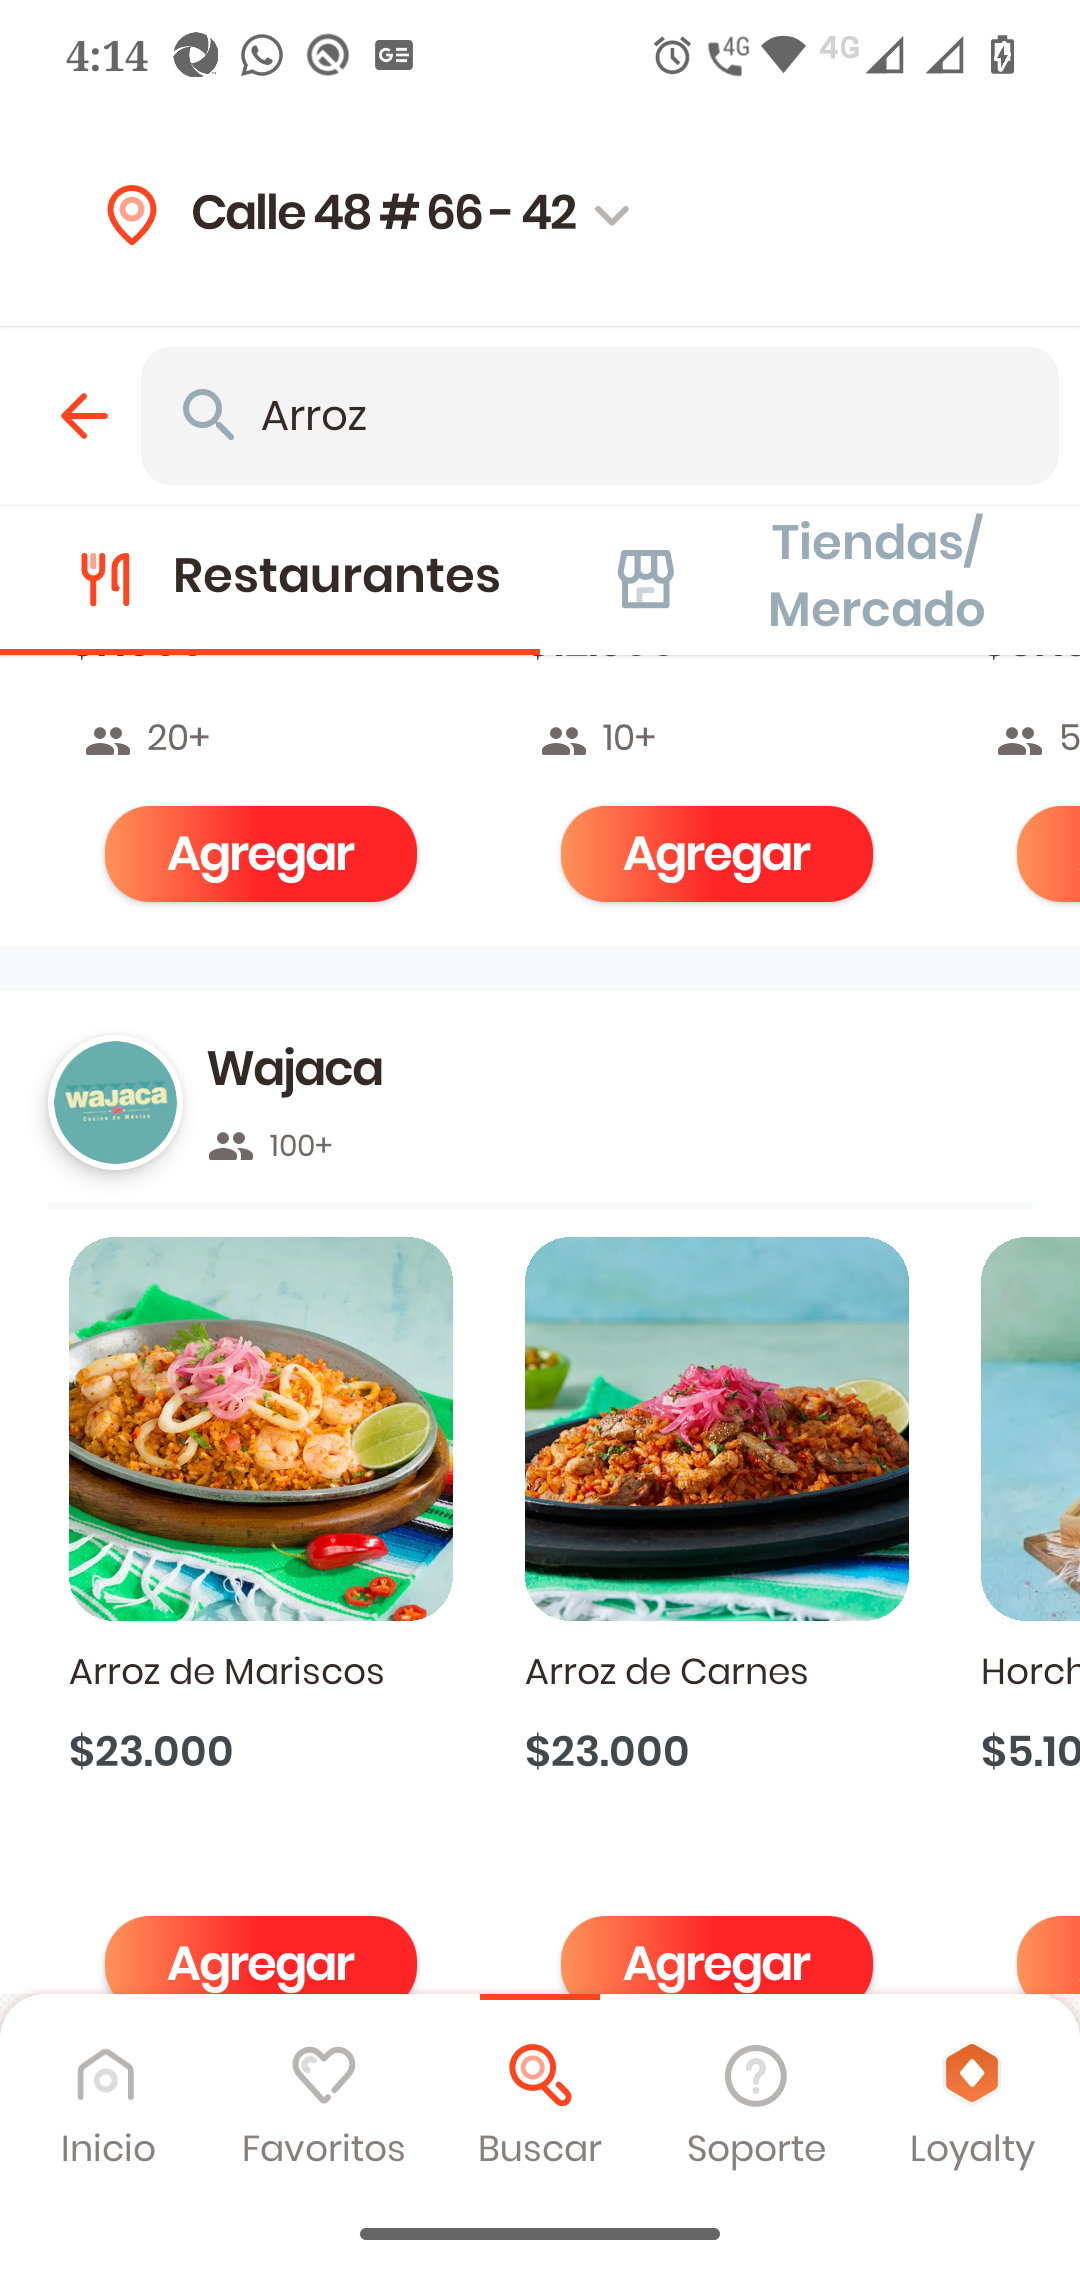 4:14
4G
4G
Calle 48 # 66 - 42
Arroz
Restaurantes
Tiendas/
Mercado
20+
10+
5
Agregar
Agregar
Wajaca
wajaca
Cocina de México
100+
Arroz de Mariscos
Arroz de Carnes
Horch
$23.000
$23.000
$5.10
Agregar
Agregar
Inicio
Favoritos
Buscar
Soporte
Loyalty